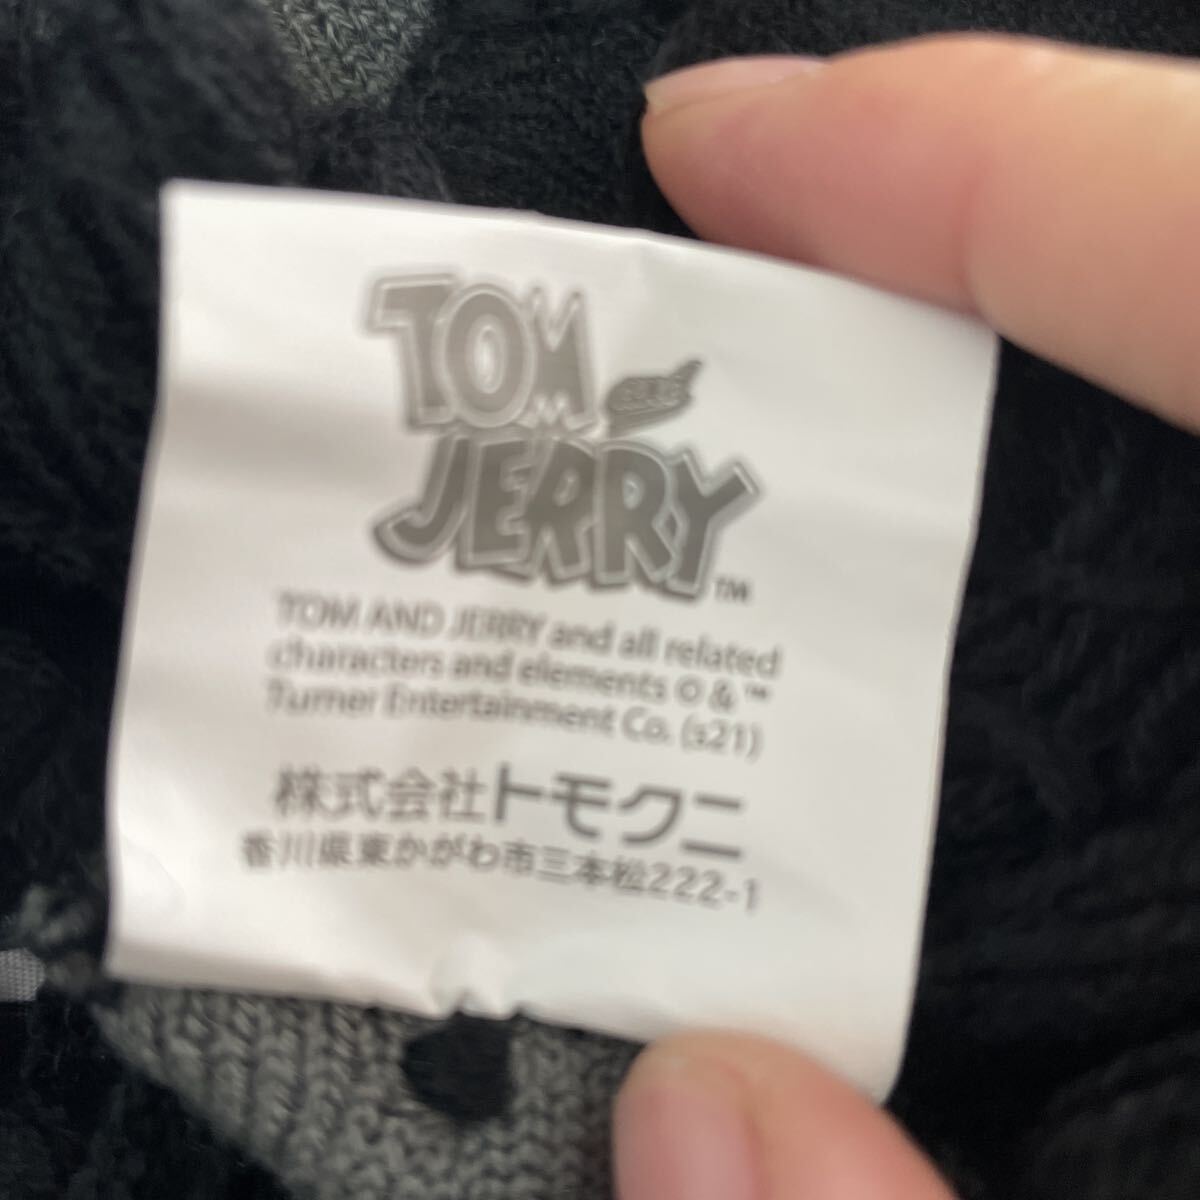 TOM and
JERRY™
TOM AND JERRY and all related
characters and elements © & ™
Turner Entertainment Co. (s21)
株式会社トモクニ
香川県東かがわ市三本松222-1